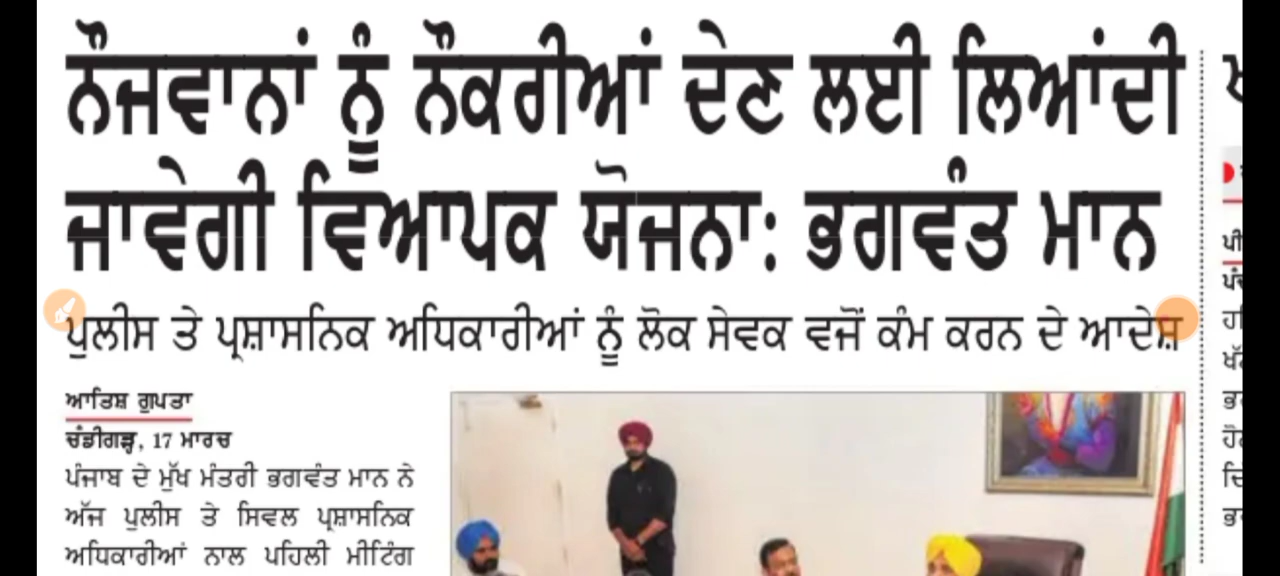 ਨੌਜਵਾਨਾਂ ਨੂੰ ਨੌਕਰੀਆਂ ਦੇਣ ਲਈ ਲਿਆਂਦੀ
ਜਾਵੇਗੀ ਵਿਆਪਕ ਯੋਜਨਾ: ਭਗਵੰਤ ਮਾਨ
ਪੁਲੀਸ ਤੇ ਪ੍ਰਸ਼ਾਸਨਿਕ ਅਧਿਕਾਰੀਆਂ ਨੂੰ ਲੋਕ ਸੇਵਕ ਵਜੋਂ ਕੰਮ ਕਰਨ ਦੇ ਆਦੇਸ਼
ਆਤਿਸ਼ ਗੁਪਤਾ
ਚੰਡੀਗੜ੍ਹ, 17 ਮਾਰਚ
ਪੰਜਾਬ ਦੇ ਮੁੱਖ ਮੰਤਰੀ ਭਗਵੰਤ ਮਾਨ ਨੇ
ਅੱਜ ਪੁਲੀਸ ਤੇ ਸਿਵਲ ਪ੍ਰਸ਼ਾਸਨਿਕ
ਅਧਿਕਾਰੀਆਂ ਨਾਲ ਪਹਿਲੀ ਮੀਟਿੰਗ